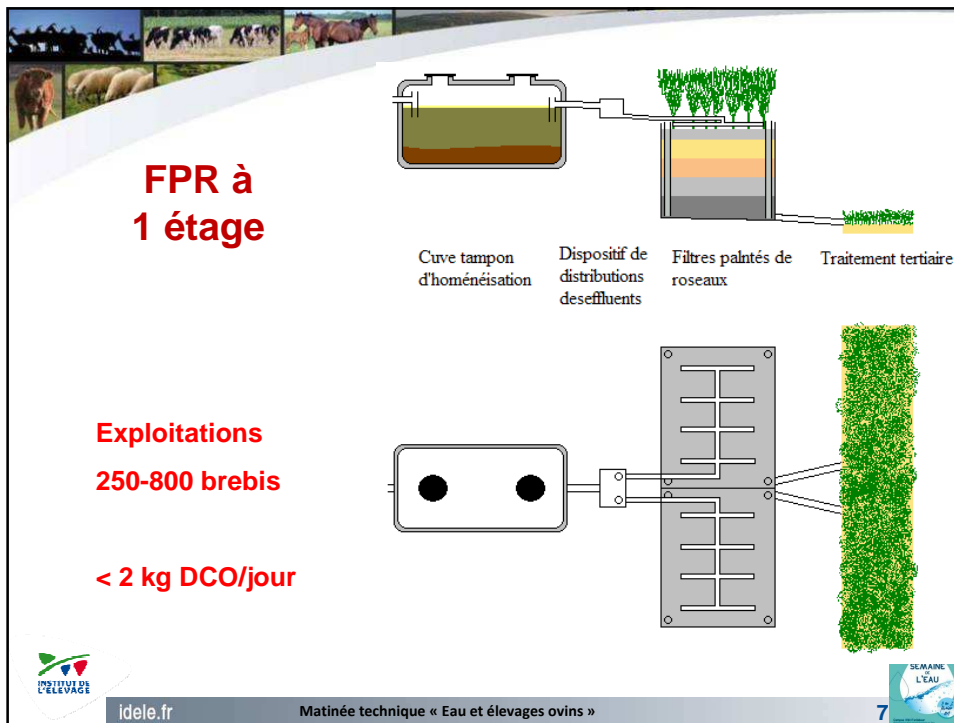 FPR à
1 étage
Cuve tampon
d'homénéisation
Dispositif de
distributions
deseffluents
Filtres palntés de
roseaux
Traitement tertiaire
Exploitations
250-800 brebis
< 2 kg DCO/jour
INSTITUT DE
L'ÉLEVAGE
idele.fr
Matinée technique « Eau et élevages ovins »
7
SEMAINE
DE
L'EAU